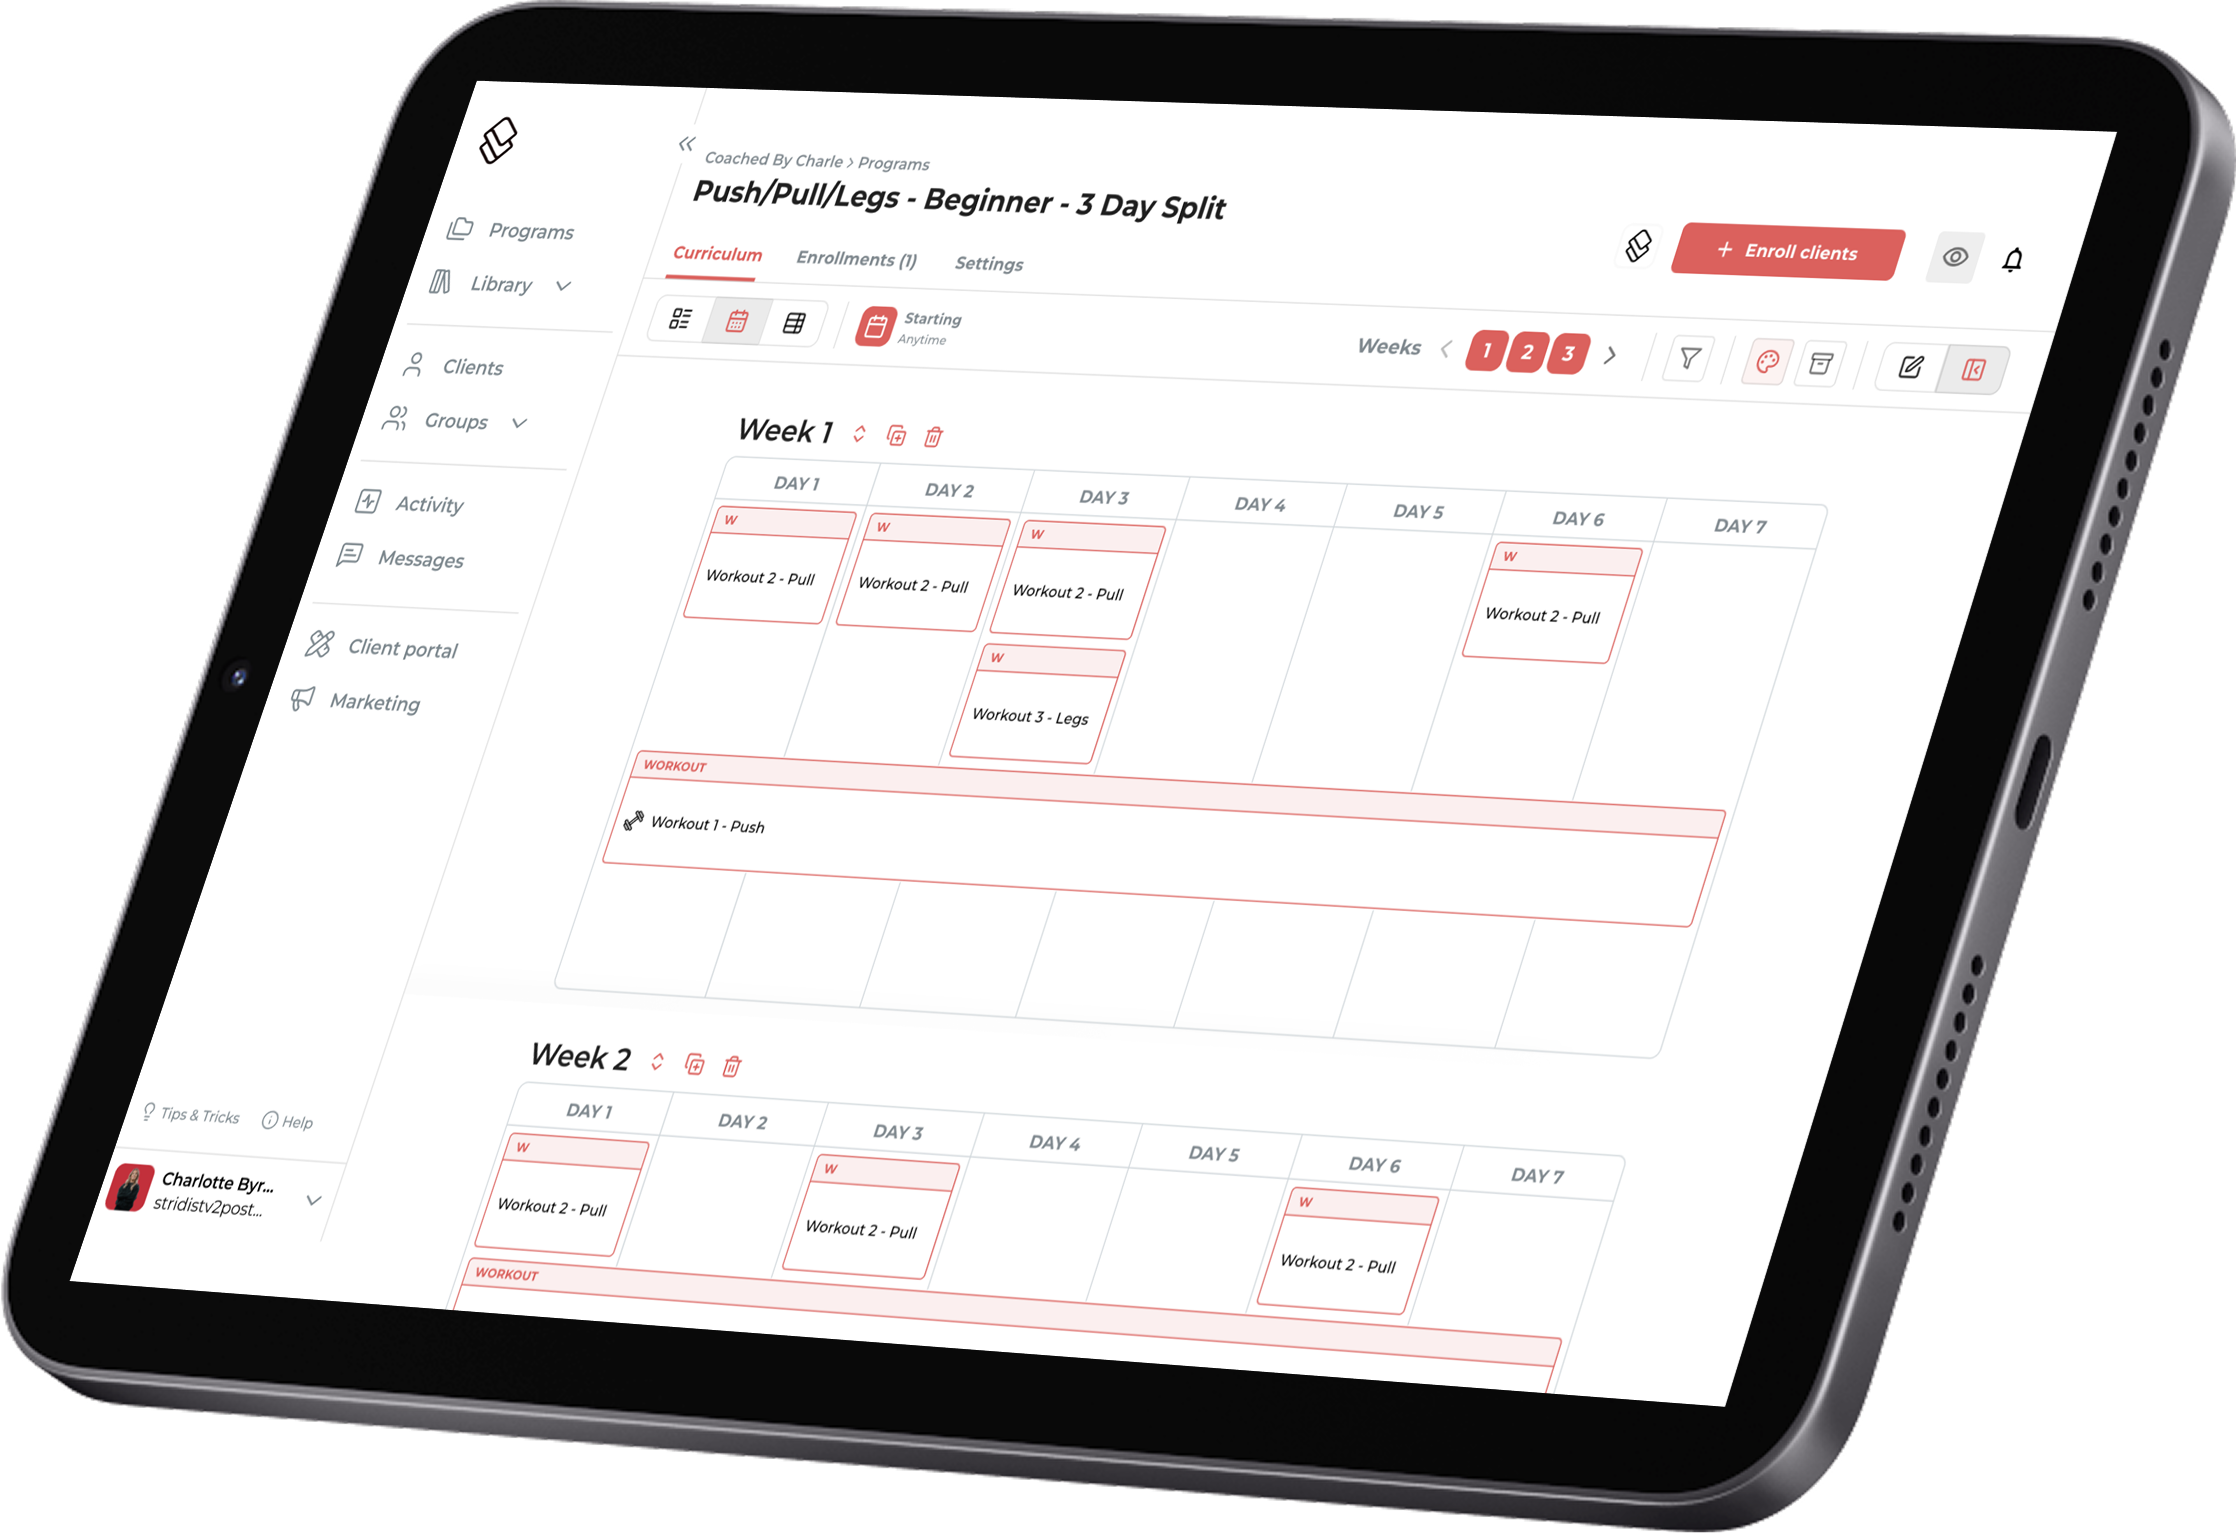 Programs
Library
Clients
Groups
Activity
Messages
Client portal
Marketing
Tips & Tricks Help
Charlotte Byr...
stridistv2post...
Coached By Charle > Programs
Push/Pull/Legs - Beginner - 3 Day Split
+ Enroll clients
Curriculum Enrollments (1) Settings
Starting
Anytime
Weeks 1 2 3
Week 1
DAY 1 DAY 2 DAY 3 DAY 4 DAY 5 DAY 6 DAY 7
W W W W
Workout 2 - Pull Workout 2 - Pull Workout 2 - Pull Workout 2 - Pull
W
Workout 3 - Legs
WORKOUT
Workout 1 - Push
Week 2
DAY 1 DAY 2 DAY 3 DAY 4 DAY 5 DAY 6 DAY 7
W W W
Workout 2 - Pull Workout 2 - Pull Workout 2 - Pull
WORKOUT